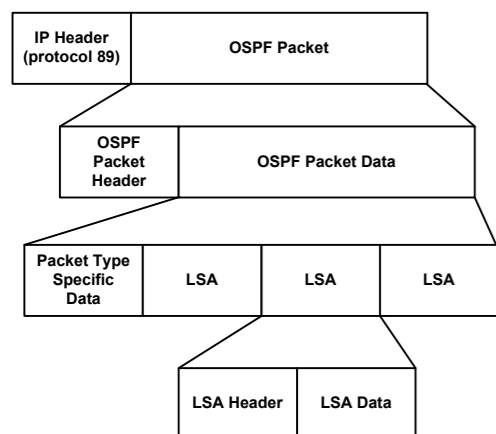 IP Header
(protocol 89)
OSPF Packet
OSPF
Packet
Header
OSPF Packet Data
Packet Type
Specific
Data
LSA
LSA
LSA
LSA Header
LSA Data